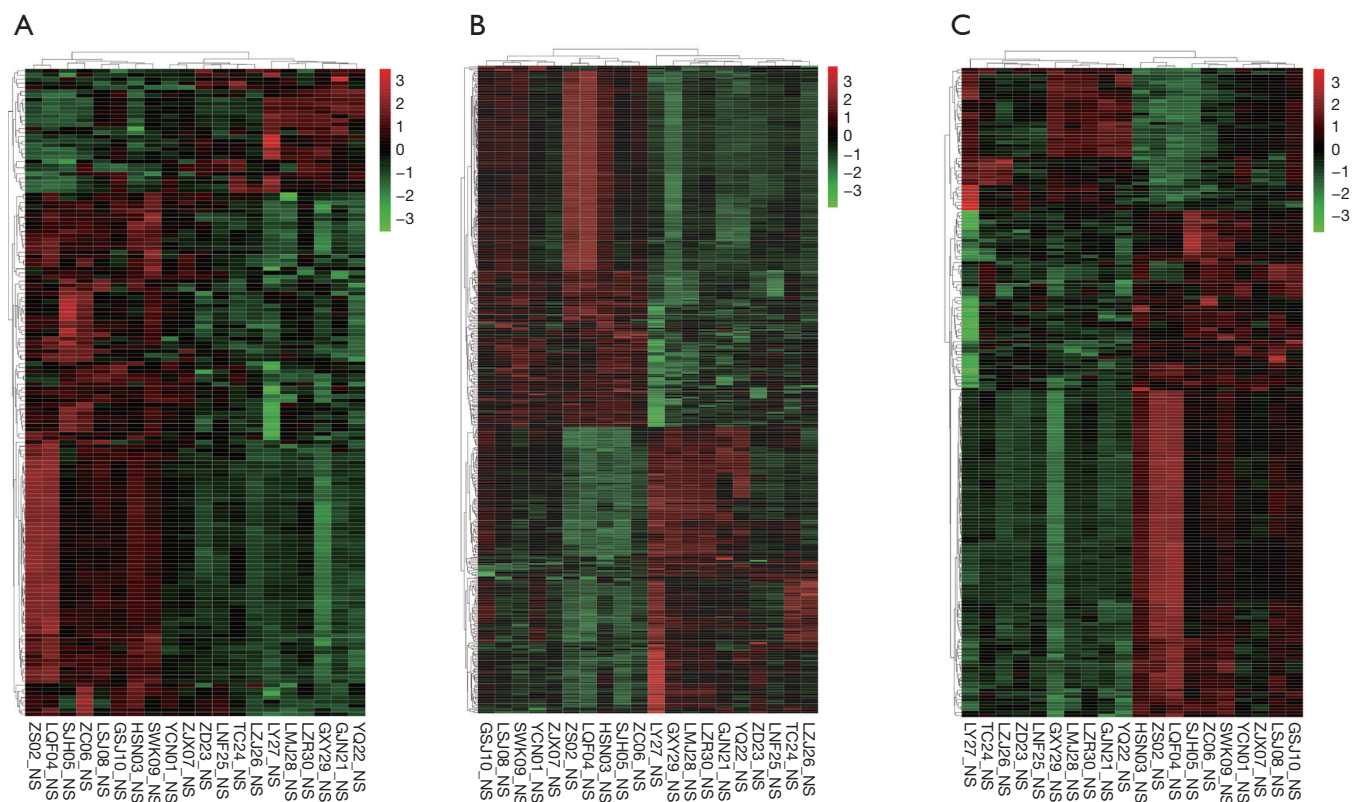 A
B
C
3
2
1
0
−1
−2
−3
3
2
1
0
−1
−2
−3
3
2
1
0
−1
−2
−3
ZS02_NS
LQF04_NS
SJH05_NS
ZC06_NS
LSJ08_NS
GSJ10_NS
HSN03_NS
SWK09_NS
YCN01_NS
ZJX07_NS
ZD23_NS
LNF25_NS
TC24_NS
LZJ26_NS
LY27_NS
LMJ28_NS
LZR30_NS
GXY29_NS
GJN21_NS
YQ22_NS
GSJ10_NS
LSJ08_NS
SWK09_NS
YCN01_NS
ZJX07_NS
ZS02_NS
LQF04_NS
HSN03_NS
SJH05_NS
ZC06_NS
LY27_NS
GXY29_NS
LMJ28_NS
LZR30_NS
GJN21_NS
YQ22_NS
ZD23_NS
LNF25_NS
TC24_NS
LZJ26_NS
LY27_NS
TC24_NS
LZJ26_NS
ZD23_NS
LNF25_NS
GXY29_NS
LMJ28_NS
LZR30_NS
GJN21_NS
YQ22_NS
HSN03_NS
ZS02_NS
LQF04_NS
SJH05_NS
ZC06_NS
SWK09_NS
YCN01_NS
ZJX07_NS
LSJ08_NS
GSJ10_NS